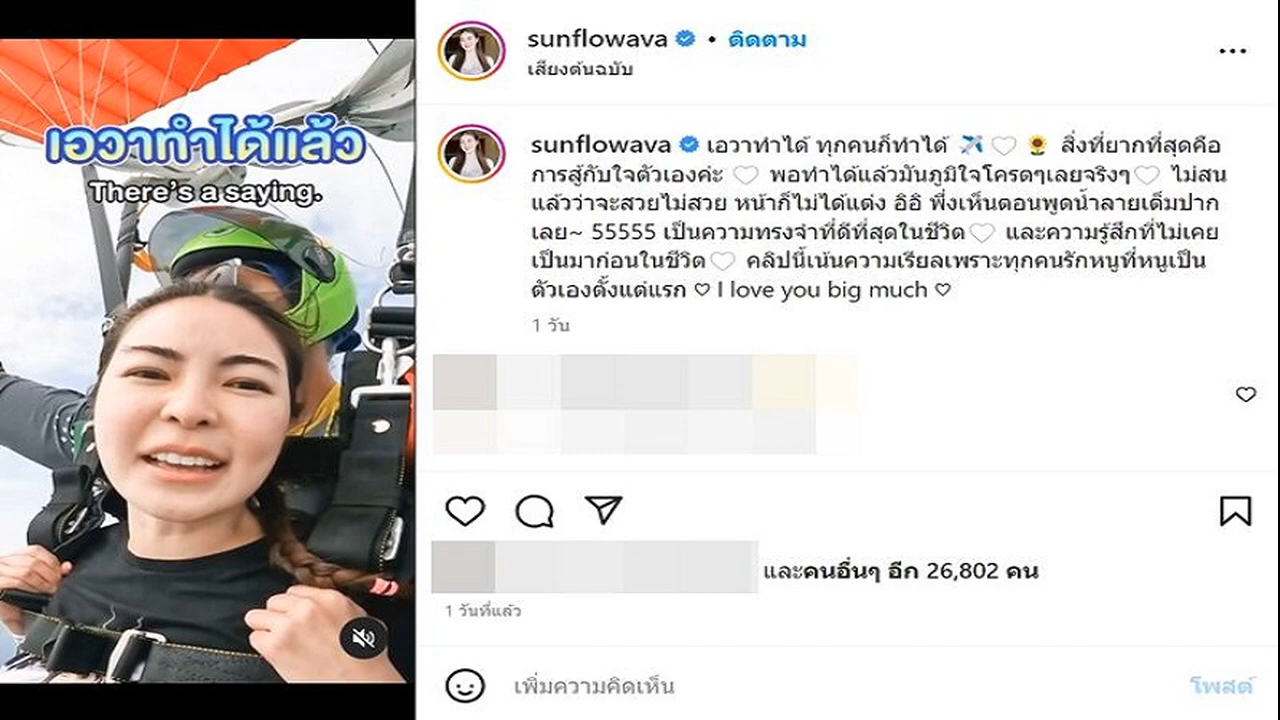 เอวาทำได้แล้ว
There's a saying.
sunflowava • ติดตาม
เสียงต้นฉบับ
sunflowava เอวาทำได้ ทุกคนก็ทำได้ ✈️ 🤍 🌻 สิ่งที่ยากที่สุดคือ
การสู้กับใจตัวเองค่ะ 🤍 พอทำได้แล้วมันภูมิใจโครตๆเลยจริงๆ🤍 ไม่สน
แล้วว่าจะสวยไม่สวย หน้าก็ไม่ได้แต่ง อิอิ พึ่งเห็นตอนพูดน้ำลายเต็มปาก
เลย~ 55555 เป็นความทรงจำที่ดีที่สุดในชีวิต🤍 และความรู้สึกที่ไม่เคย
เป็นมาก่อนในชีวิต🤍 คลิปนี้เน้นความเรียลเพราะทุกคนรักหนูที่หนูเป็น
ตัวเองตั้งแต่แรก ♡ I love you big much ♡
1 วัน
และคนอื่นๆ อีก 26,802 คน
1 วันที่แล้ว
เพิ่มความคิดเห็น
โพสต์